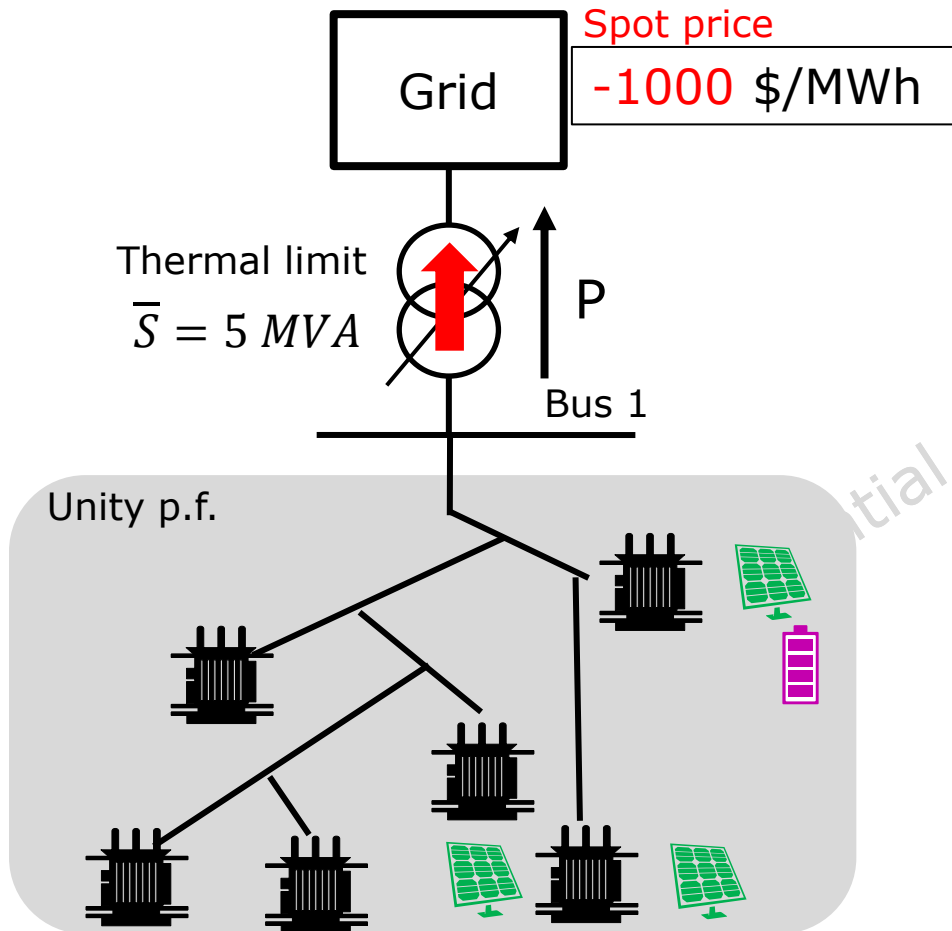 Spot price
Grid
-1000 $/MWh
Thermal limit
S̅ = 5 MVA
P
Bus 1
Unity p.f.